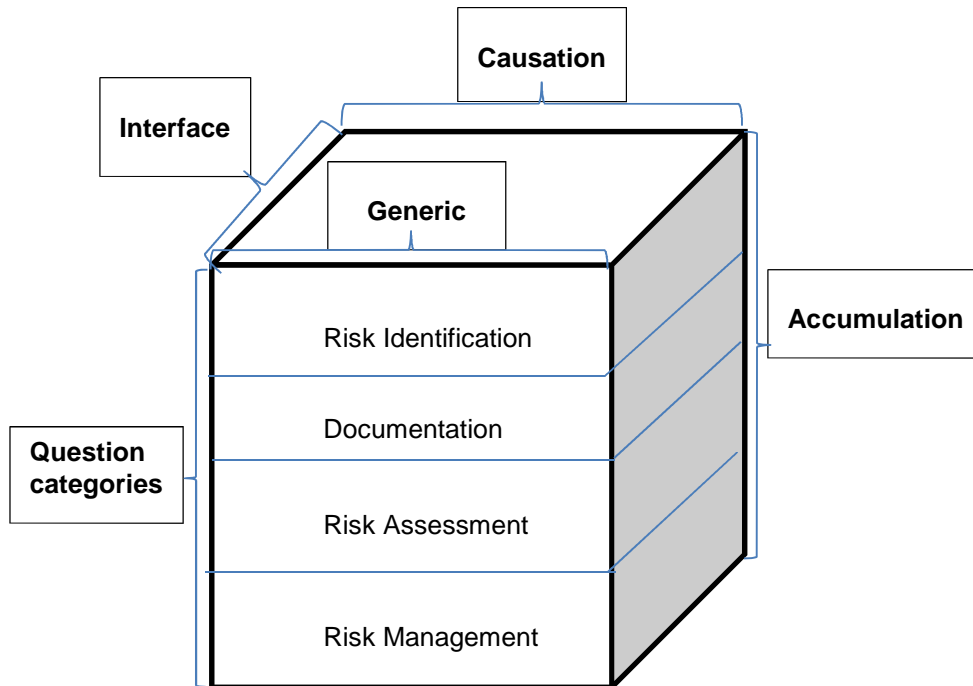 Causation
Interface
Generic
Risk Identification
Accumulation
Documentation
Question
categories
Risk Assessment
Risk Management